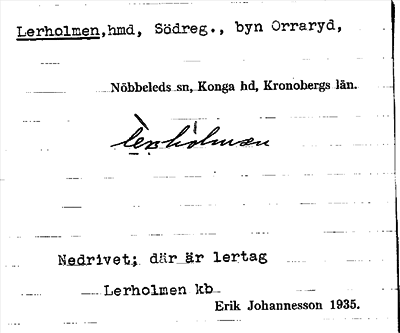 Lerholmen, hmd, Södreg., byn Orraryd,
Nöbbeleds sn, Konga hd, Kronobergs län.
lèrhòlmæn
Nedrivet; där är lertag
Lerholmen kb
Erik Johannesson 1935.